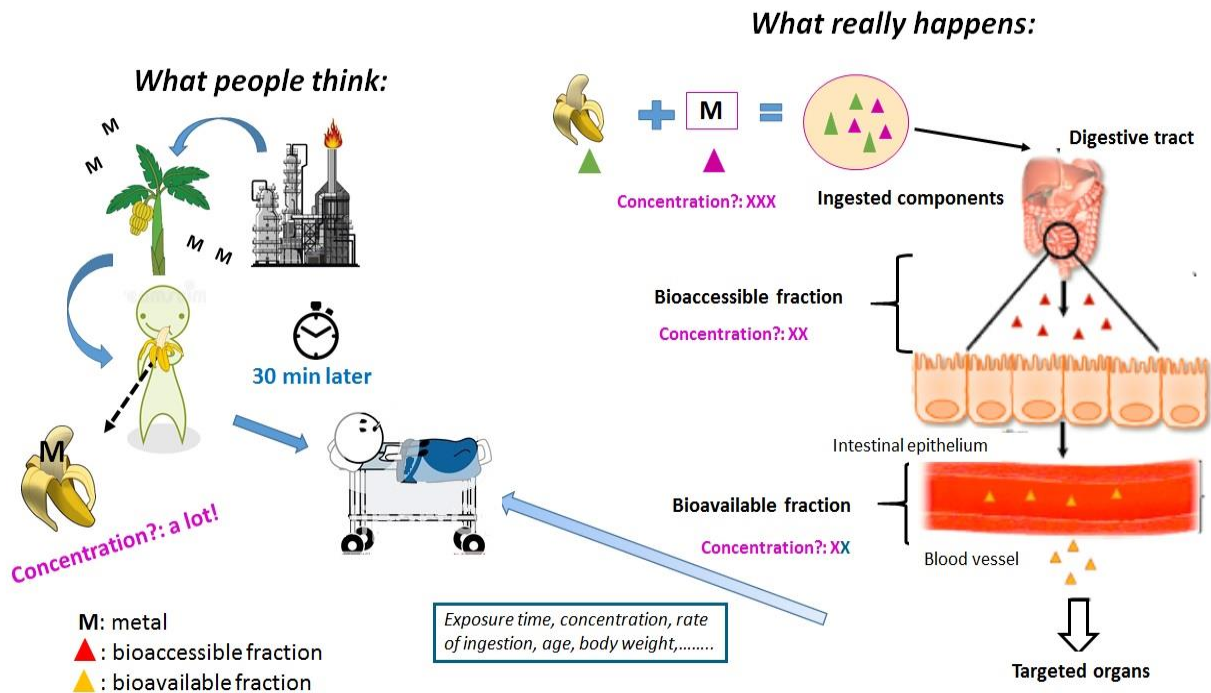 What people think:
M
M
M
M
30 min later
M
Concentration?: a lot!
M: metal
: bioaccessible fraction
: bioavailable fraction
What really happens:
M
Concentration?: XXX
Ingested components
Digestive tract
Bioaccessible fraction
Concentration?: XX
Intestinal epithelium
Bioavailable fraction
Concentration?: XX
Blood vessel
Exposure time, concentration, rate
of ingestion, age, body weight,........
Targeted organs